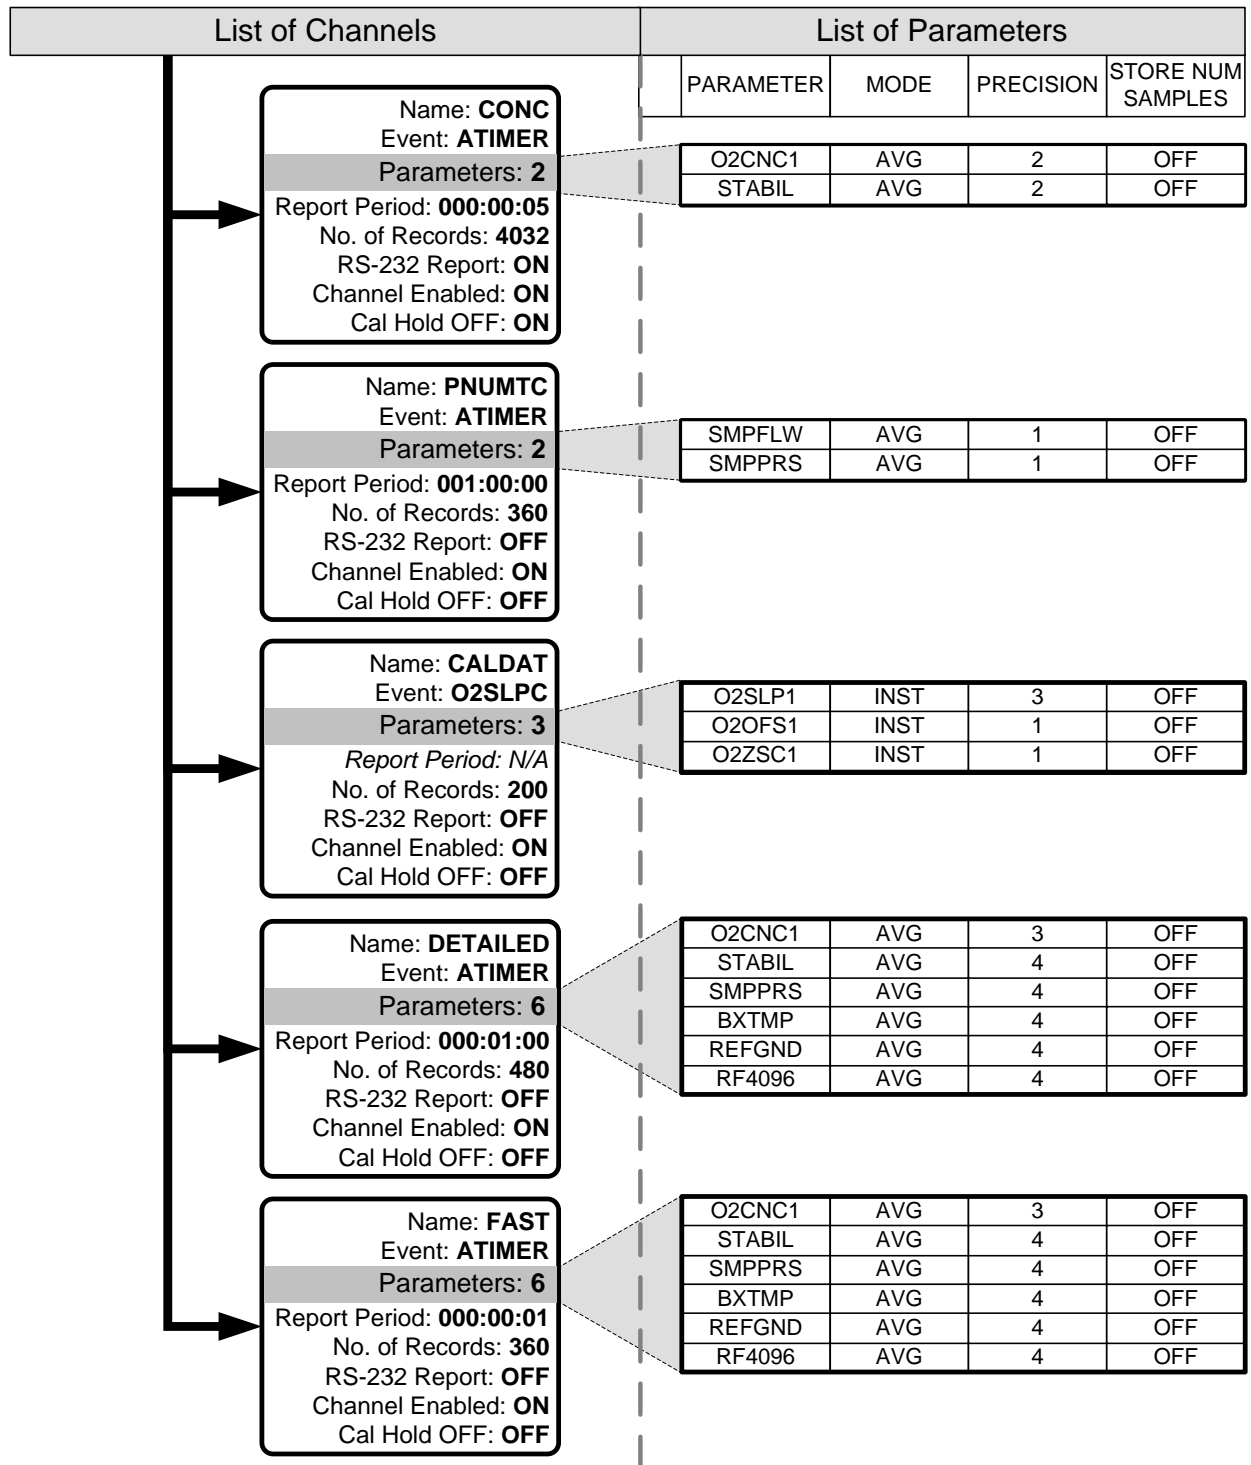 List of Channels
List of Parameters
PARAMETER MODE PRECISION STORE NUM SAMPLES
Name: CONC
Event: ATIMER
Parameters: 2
Report Period: 000:00:05
No. of Records: 4032
RS-232 Report: ON
Channel Enabled: ON
Cal Hold OFF: ON
O2CNC1 AVG 2 OFF
STABIL AVG 2 OFF
Name: PNUMTC
Event: ATIMER
Parameters: 2
Report Period: 001:00:00
No. of Records: 360
RS-232 Report: OFF
Channel Enabled: ON
Cal Hold OFF: OFF
SMPFLW AVG 1 OFF
SMPPRS AVG 1 OFF
Name: CALDAT
Event: O2SLPC
Parameters: 3
Report Period: N/A
No. of Records: 200
RS-232 Report: OFF
Channel Enabled: ON
Cal Hold OFF: OFF
O2SLP1 INST 3 OFF
O2OFS1 INST 1 OFF
O2ZSC1 INST 1 OFF
Name: DETAILED
Event: ATIMER
Parameters: 6
Report Period: 000:01:00
No. of Records: 480
RS-232 Report: OFF
Channel Enabled: ON
Cal Hold OFF: OFF
O2CNC1 AVG 3 OFF
STABIL AVG 4 OFF
SMPPRS AVG 4 OFF
BXTMP AVG 4 OFF
REFGND AVG 4 OFF
RF4096 AVG 4 OFF
Name: FAST
Event: ATIMER
Parameters: 6
Report Period: 000:00:01
No. of Records: 360
RS-232 Report: OFF
Channel Enabled: ON
Cal Hold OFF: OFF
O2CNC1 AVG 3 OFF
STABIL AVG 4 OFF
SMPPRS AVG 4 OFF
BXTMP AVG 4 OFF
REFGND AVG 4 OFF
RF4096 AVG 4 OFF